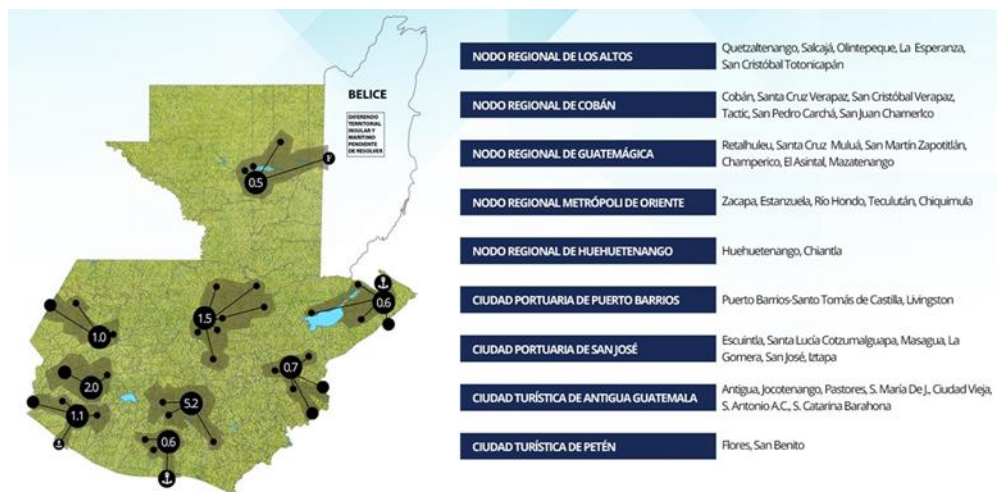 BELICE
DIFERENDO
TERRITORIAL
INSULAR Y
MARÍTIMO
PENDIENTE
DE RESOLVER
F
0.5
0.6
1.5
1.0
0.7
2.0
5.2
1.1
0.6
NODO REGIONAL DE LOS ALTOS
Quetzaltenango, Salcajá, Olintepeque, La Esperanza,
San Cristóbal Totonicapán
NODO REGIONAL DE COBÁN
Cobán, Santa Cruz Verapaz, San Cristóbal Verapaz,
Tactic, San Pedro Carchá, San Juan Chamerlco
NODO REGIONAL DE GUATEMÁGICA
Retalhuleu, Santa Cruz Muluá, San Martín Zapotitlán,
Champerico, El Asintal, Mazatenango
NODO REGIONAL METRÓPOLI DE ORIENTE
Zacapa, Estanzuela, Río Hondo, Teculután, Chiquimula
NODO REGIONAL DE HUEHUETENANGO
Huehuetenango, Chiantla
CIUDAD PORTUARIA DE PUERTO BARRIOS
Puerto Barrios-Santo Tomás de Castilla, Livingston
CIUDAD PORTUARIA DE SAN JOSÉ
Escuintla, Santa Lucía Cotzumalguapa, Masagua, La
Gomera, San José, Iztapa
CIUDAD TURÍSTICA DE ANTIGUA GUATEMALA
Antigua, Jocotenango, Pastores, S. María De J., Ciudad Vieja,
S. Antonio A.C., S. Catarina Barahona
CIUDAD TURÍSTICA DE PETÉN
Flores, San Benito